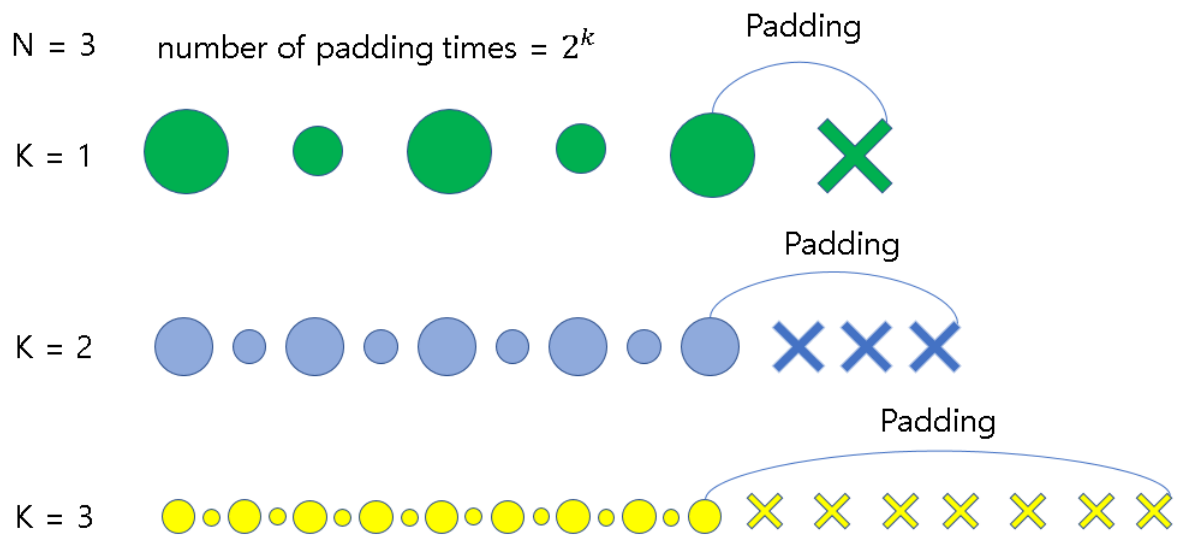 N = 3
number of padding times = 2^k
Padding
K = 1
Padding
K = 2
Padding
K = 3